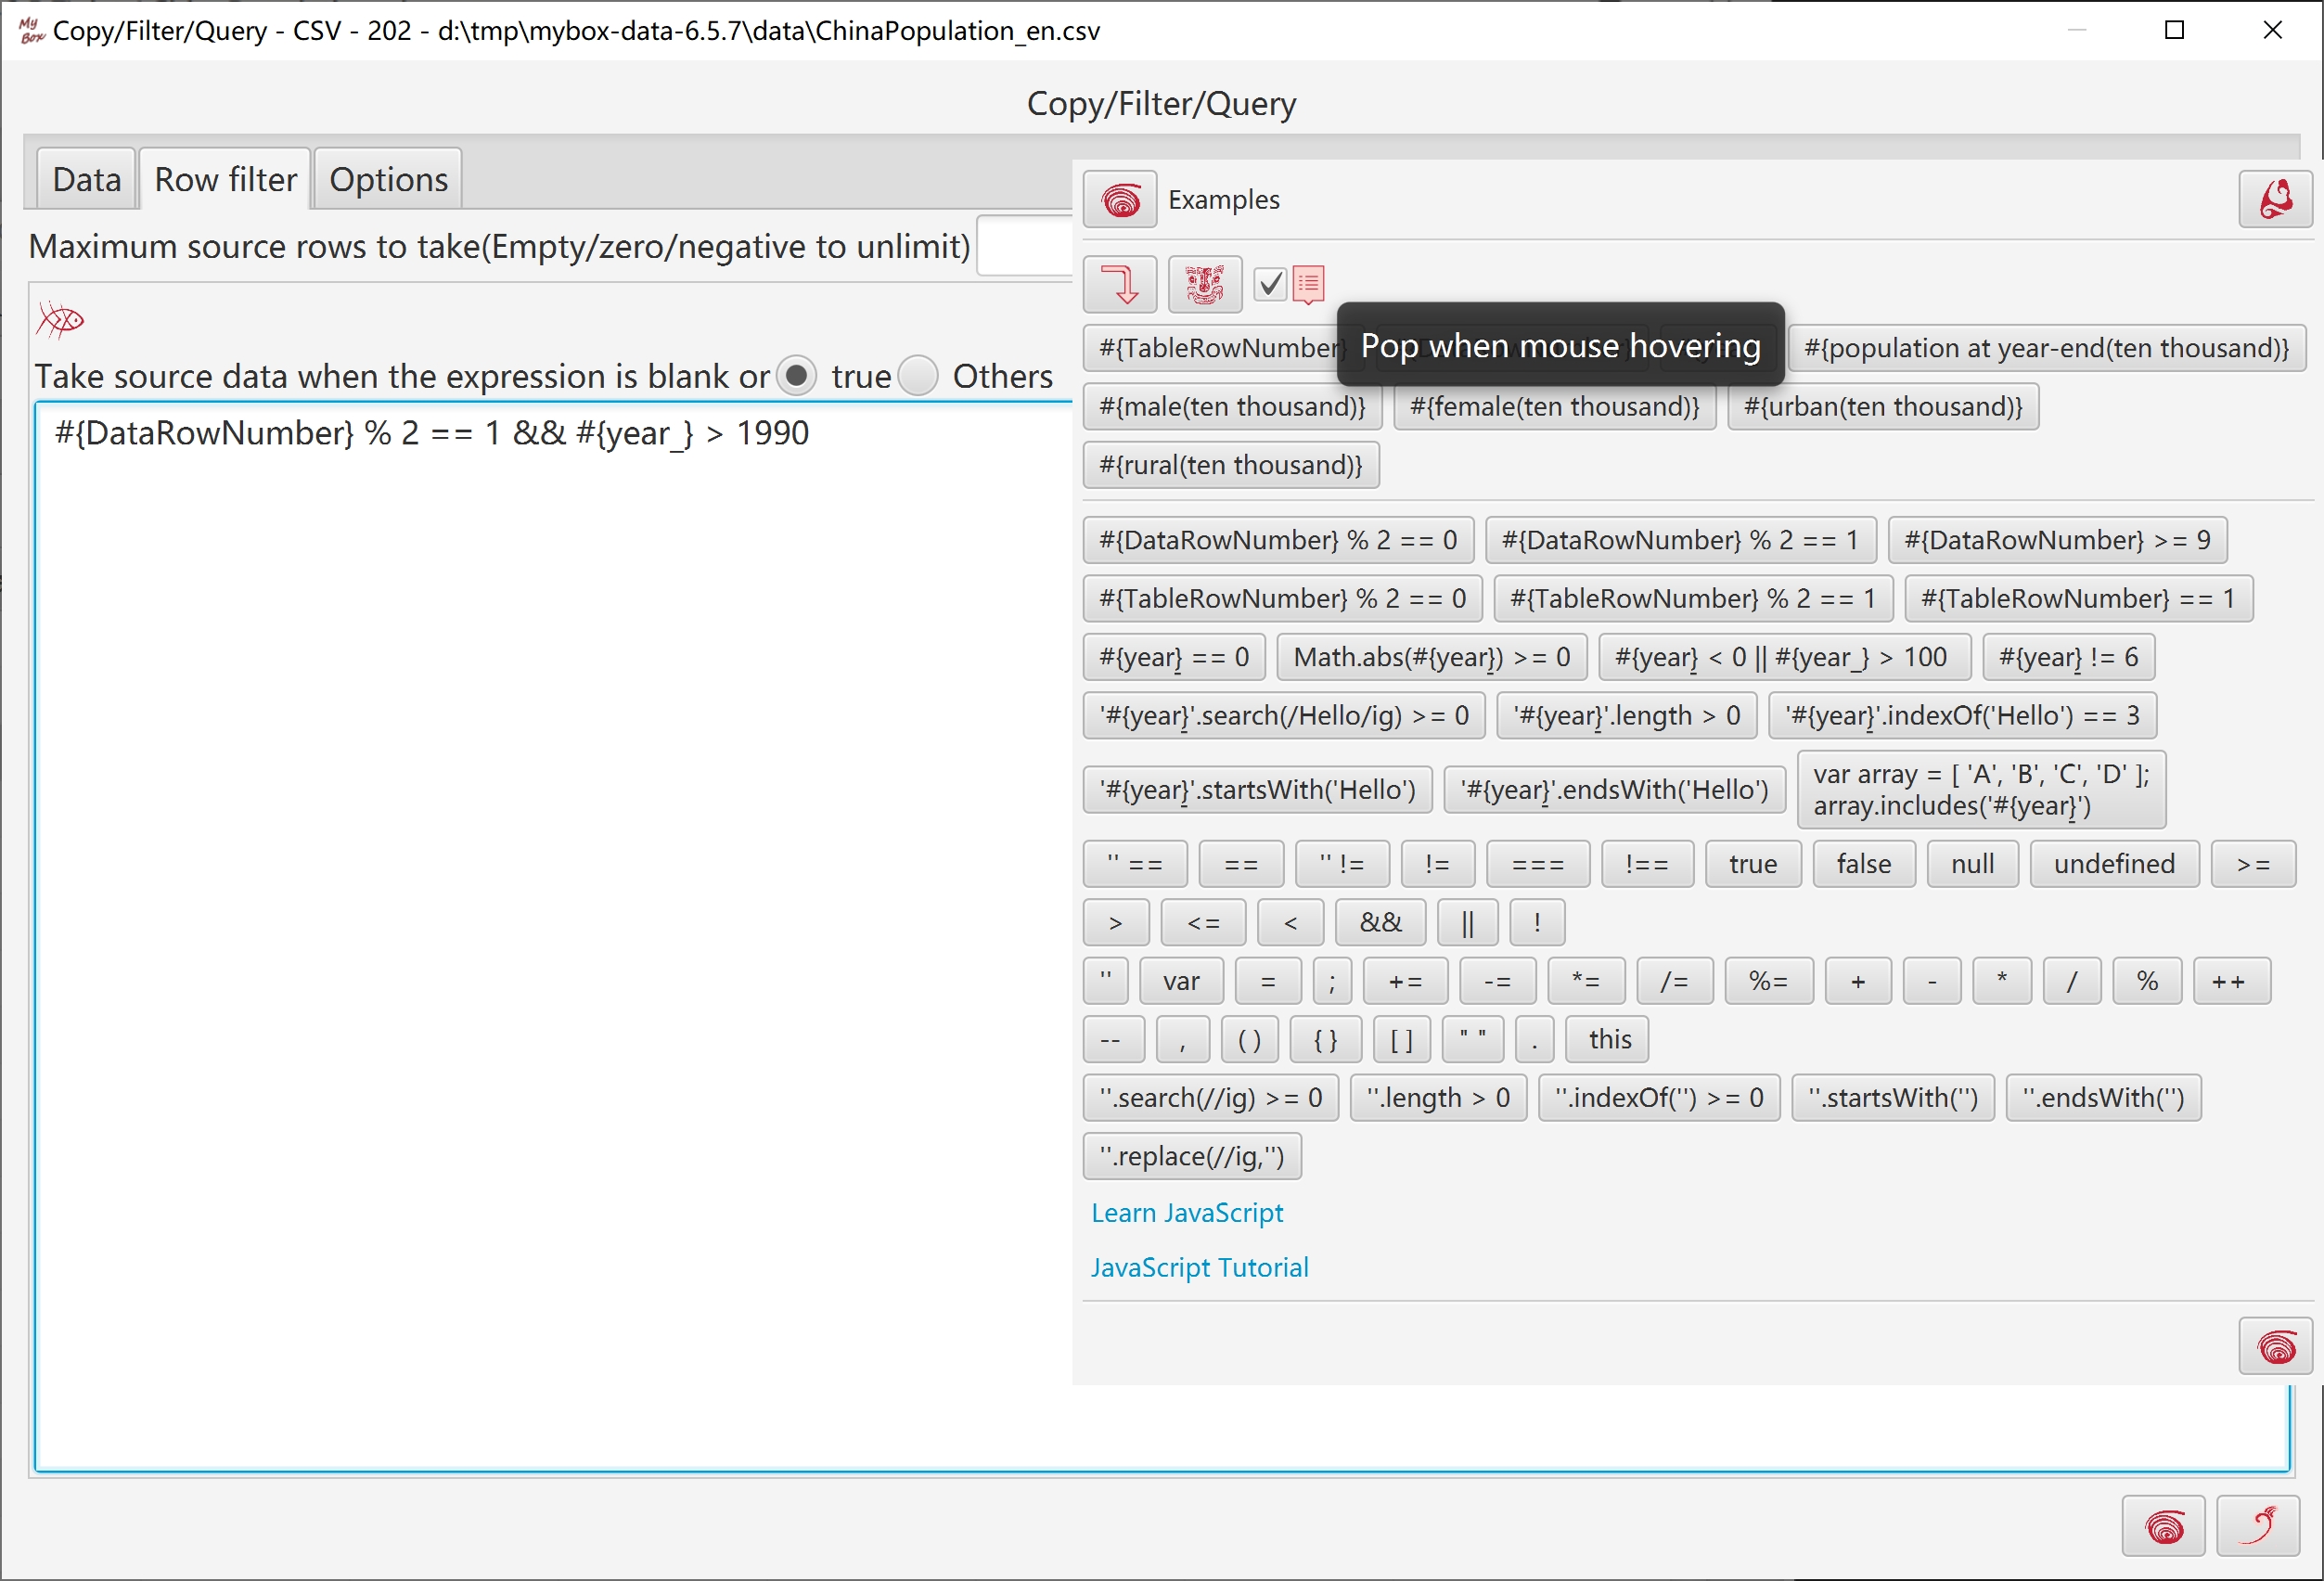 My Box Copy/Filter/Query - CSV - 202 - d:\tmp\mybox-data-6.5.7\data\ChinaPopulation_en.csv
Copy/Filter/Query
Data Row filter Options
Examples
Maximum source rows to take(Empty/zero/negative to unlimit)
Pop when mouse hovering
#{TableRowNumber} #{population at year-end(ten thousand)}
Take source data when the expression is blank or true Others
#{male(ten thousand)} #{female(ten thousand)} #{urban(ten thousand)}
#{DataRowNumber} % 2 == 1 && #{year_} > 1990
#{rural(ten thousand)}
#{DataRowNumber} % 2 == 0 #{DataRowNumber} % 2 == 1 #{DataRowNumber} >= 9
#{TableRowNumber} % 2 == 0 #{TableRowNumber} % 2 == 1 #{TableRowNumber} == 1
#{year} == 0 Math.abs(#{year}) >= 0 #{year} < 0 || #{year_} > 100 #{year} != 6
'#{year}'.search(/Hello/ig) >= 0 '#{year}'.length > 0 '#{year}'.indexOf('Hello') == 3
'#{year}'.startsWith('Hello') '#{year}'.endsWith('Hello') var array = [ 'A', 'B', 'C', 'D' ];
array.includes('#{year}')
'' == == '' != != === !== true false null undefined >=
> <= < && || !
'' var = ; += -= *= /= %= + - * / % ++
-- , ( ) { } [ ] " " . this
''.search(//ig) >= 0 ''.length > 0 ''.indexOf('') >= 0 ''.startsWith('') ''.endsWith('')
''.replace(//ig,'')
Learn JavaScript
JavaScript Tutorial